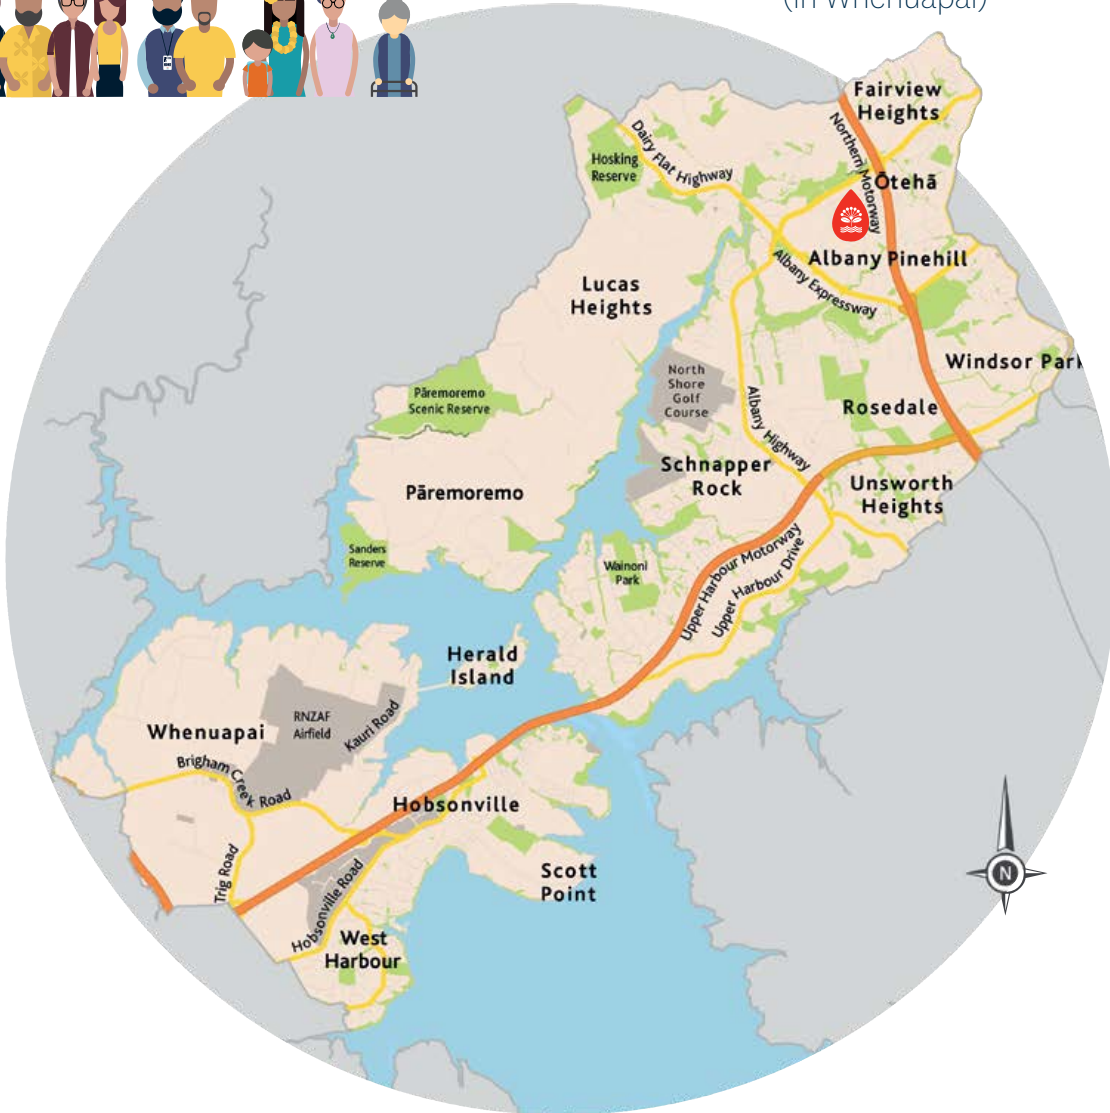 (in Whenuapai)
Fairview
Heights
Northern Motorway
Dairy Flat Highway
Hosking
Reserve
Ōtehā
Albany
Pinehill
Albany Expressway
Lucas
Heights
Windsor Park
North
Shore
Golf
Course
Pāremoremo
Scenic Reserve
Albany Highway
Rosedale
Schnapper
Rock
Unsworth
Heights
Pāremoremo
Sanders
Reserve
Wainoni
Park
Upper Harbour Motorway
Upper Harbour Drive
Herald
Island
RNZAF
Airfield
Kauri Road
Whenuapai
Brigham Creek Road
Hobsonville
Trig Road
Hobsonville Road
Scott
Point
West
Harbour
N